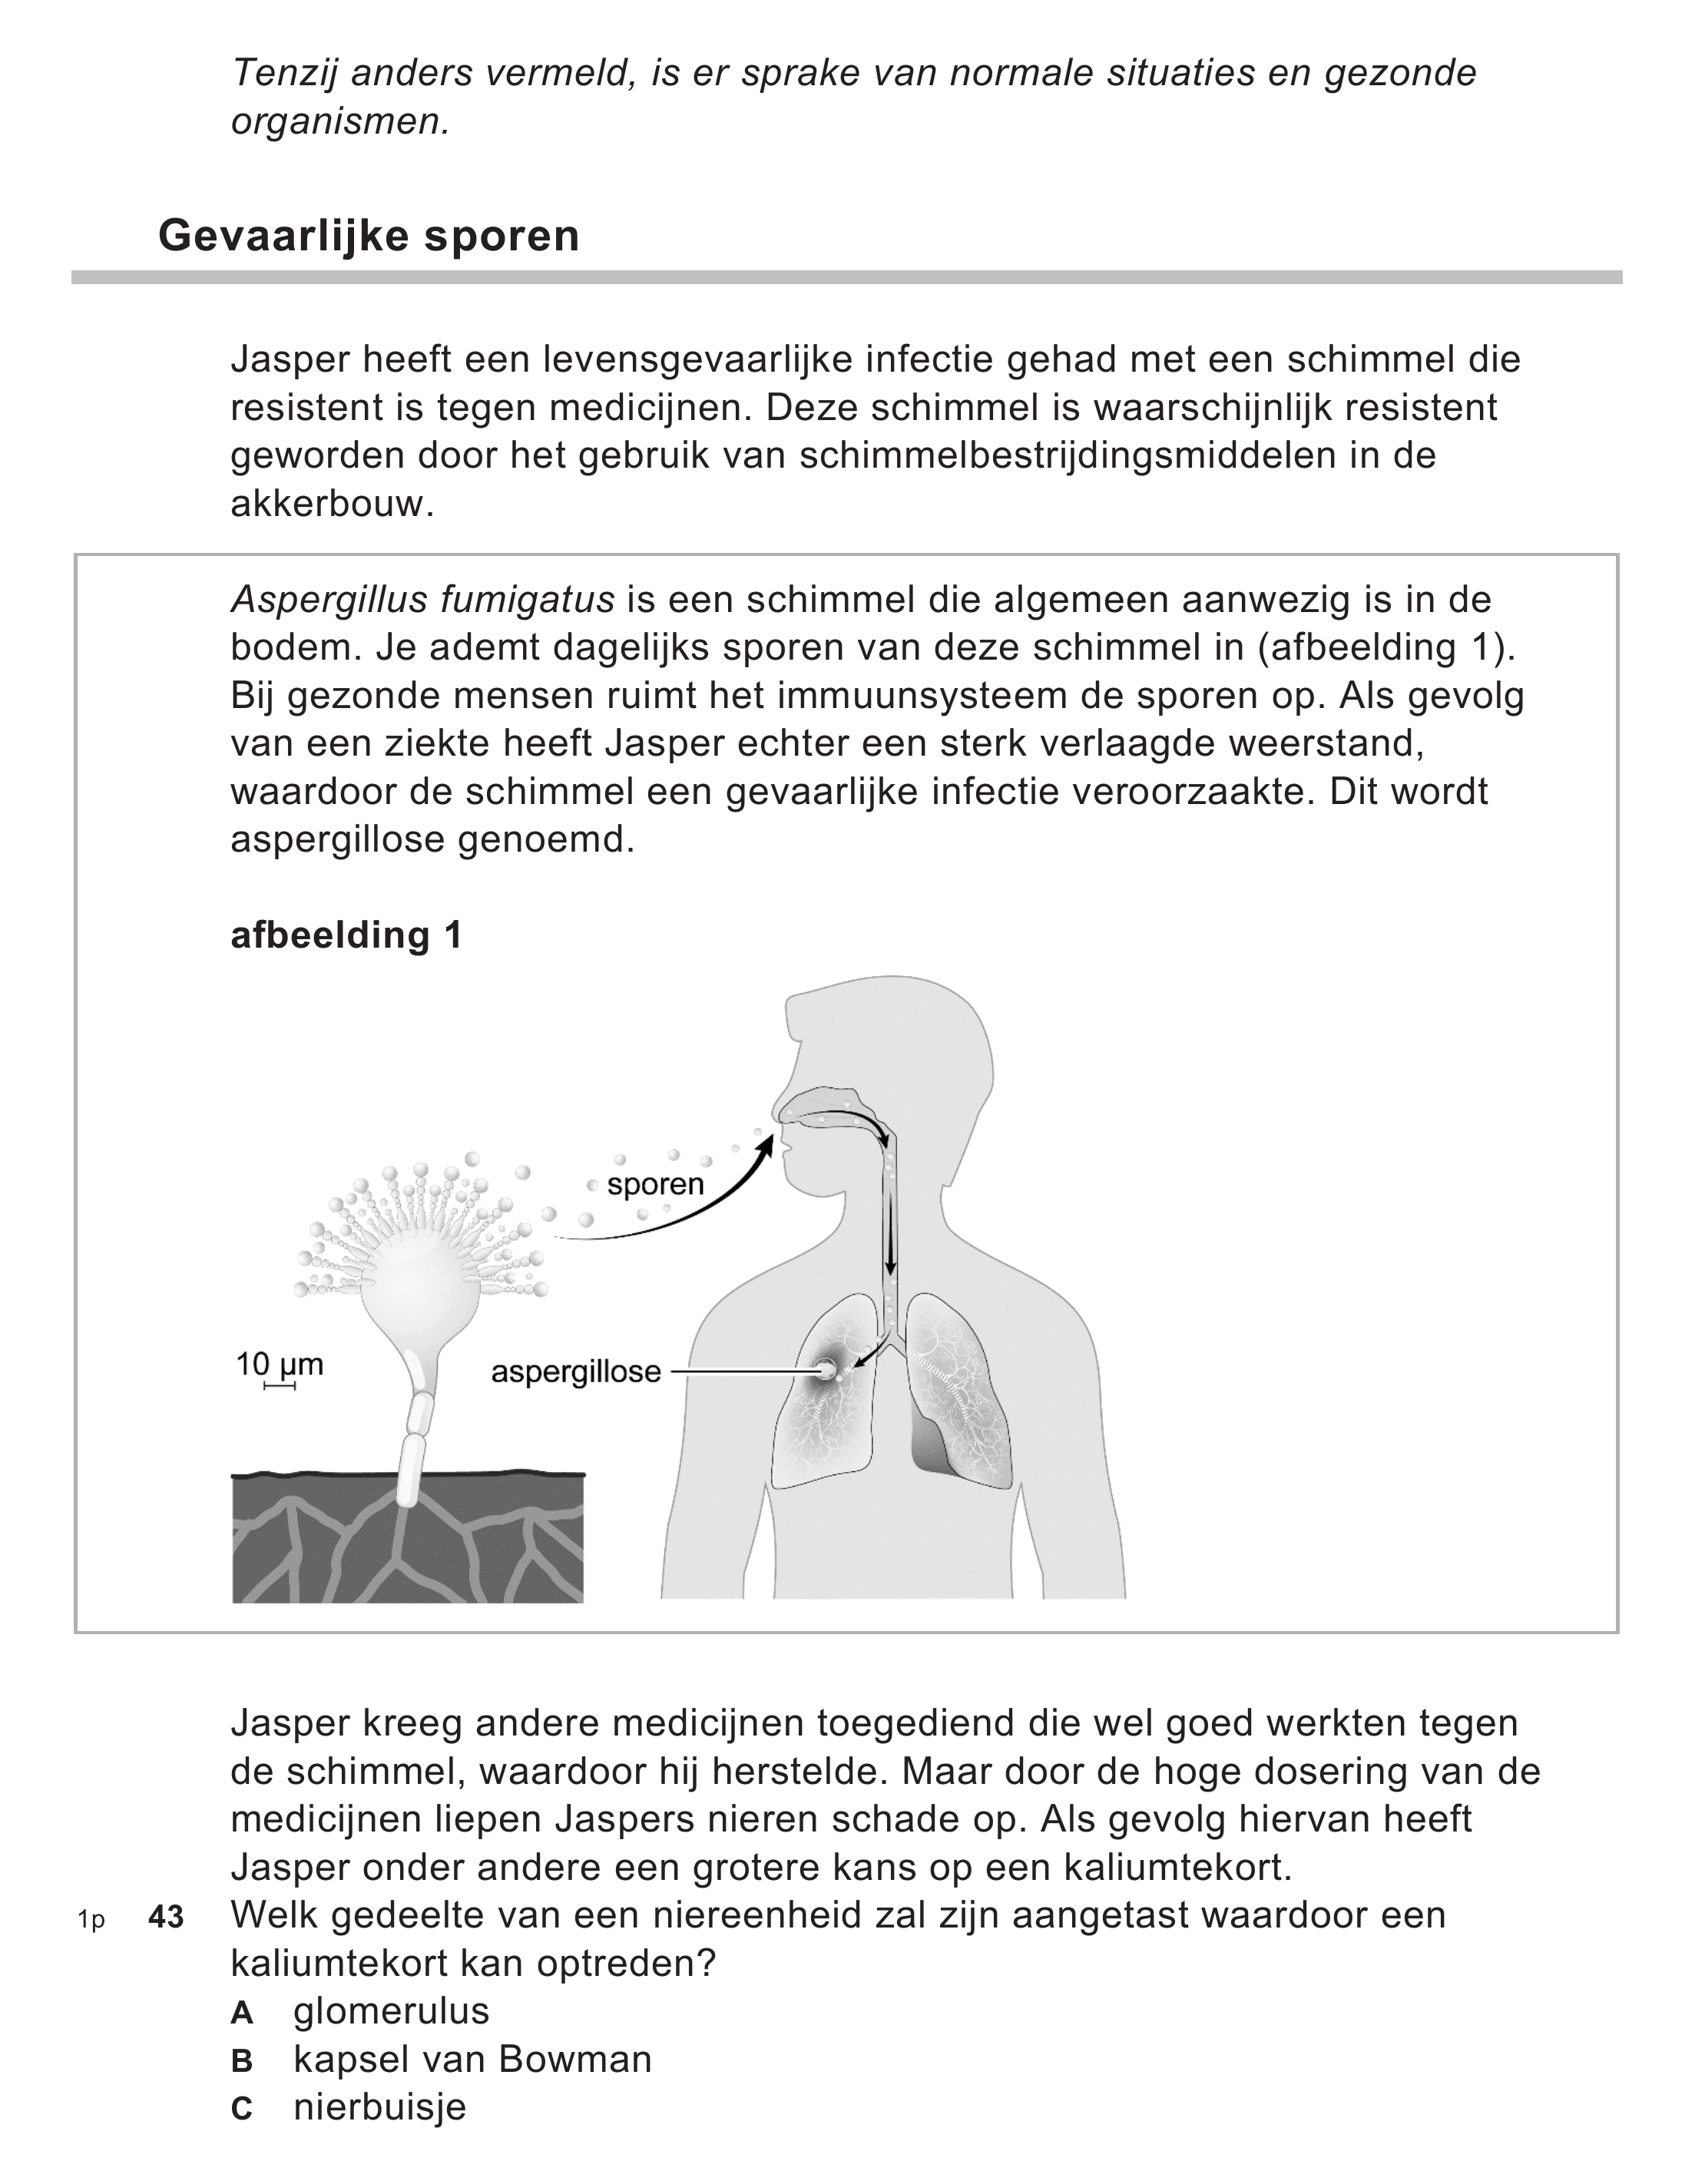 Tenzij anders vermeld, is er sprake van normale situaties en gezonde
organismen.
Gevaarlijke sporen
Jasper heeft een levensgevaarlijke infectie gehad met een schimmel die
resistent is tegen medicijnen. Deze schimmel is waarschijnlijk resistent
geworden door het gebruik van schimmelbestrijdingsmiddelen in de
akkerbouw.
Aspergillus fumigatus is een schimmel die algemeen aanwezig is in de
bodem. Je ademt dagelijks sporen van deze schimmel in (afbeelding 1).
Bij gezonde mensen ruimt het immuunsysteem de sporen op. Als gevolg
van een ziekte heeft Jasper echter een sterk verlaagde weerstand,
waardoor de schimmel een gevaarlijke infectie veroorzaakte. Dit wordt
aspergillose genoemd.
afbeelding 1
sporen
10 µm
aspergillose
Jasper kreeg andere medicijnen toegediend die wel goed werkten tegen
de schimmel, waardoor hij herstelde. Maar door de hoge dosering van de
medicijnen liepen Jaspers nieren schade op. Als gevolg hiervan heeft
Jasper onder andere een grotere kans op een kaliumtekort.
1p 43 Welk gedeelte van een niereenheid zal zijn aangetast waardoor een
kaliumtekort kan optreden?
A glomerulus
B kapsel van Bowman
C nierbuisje